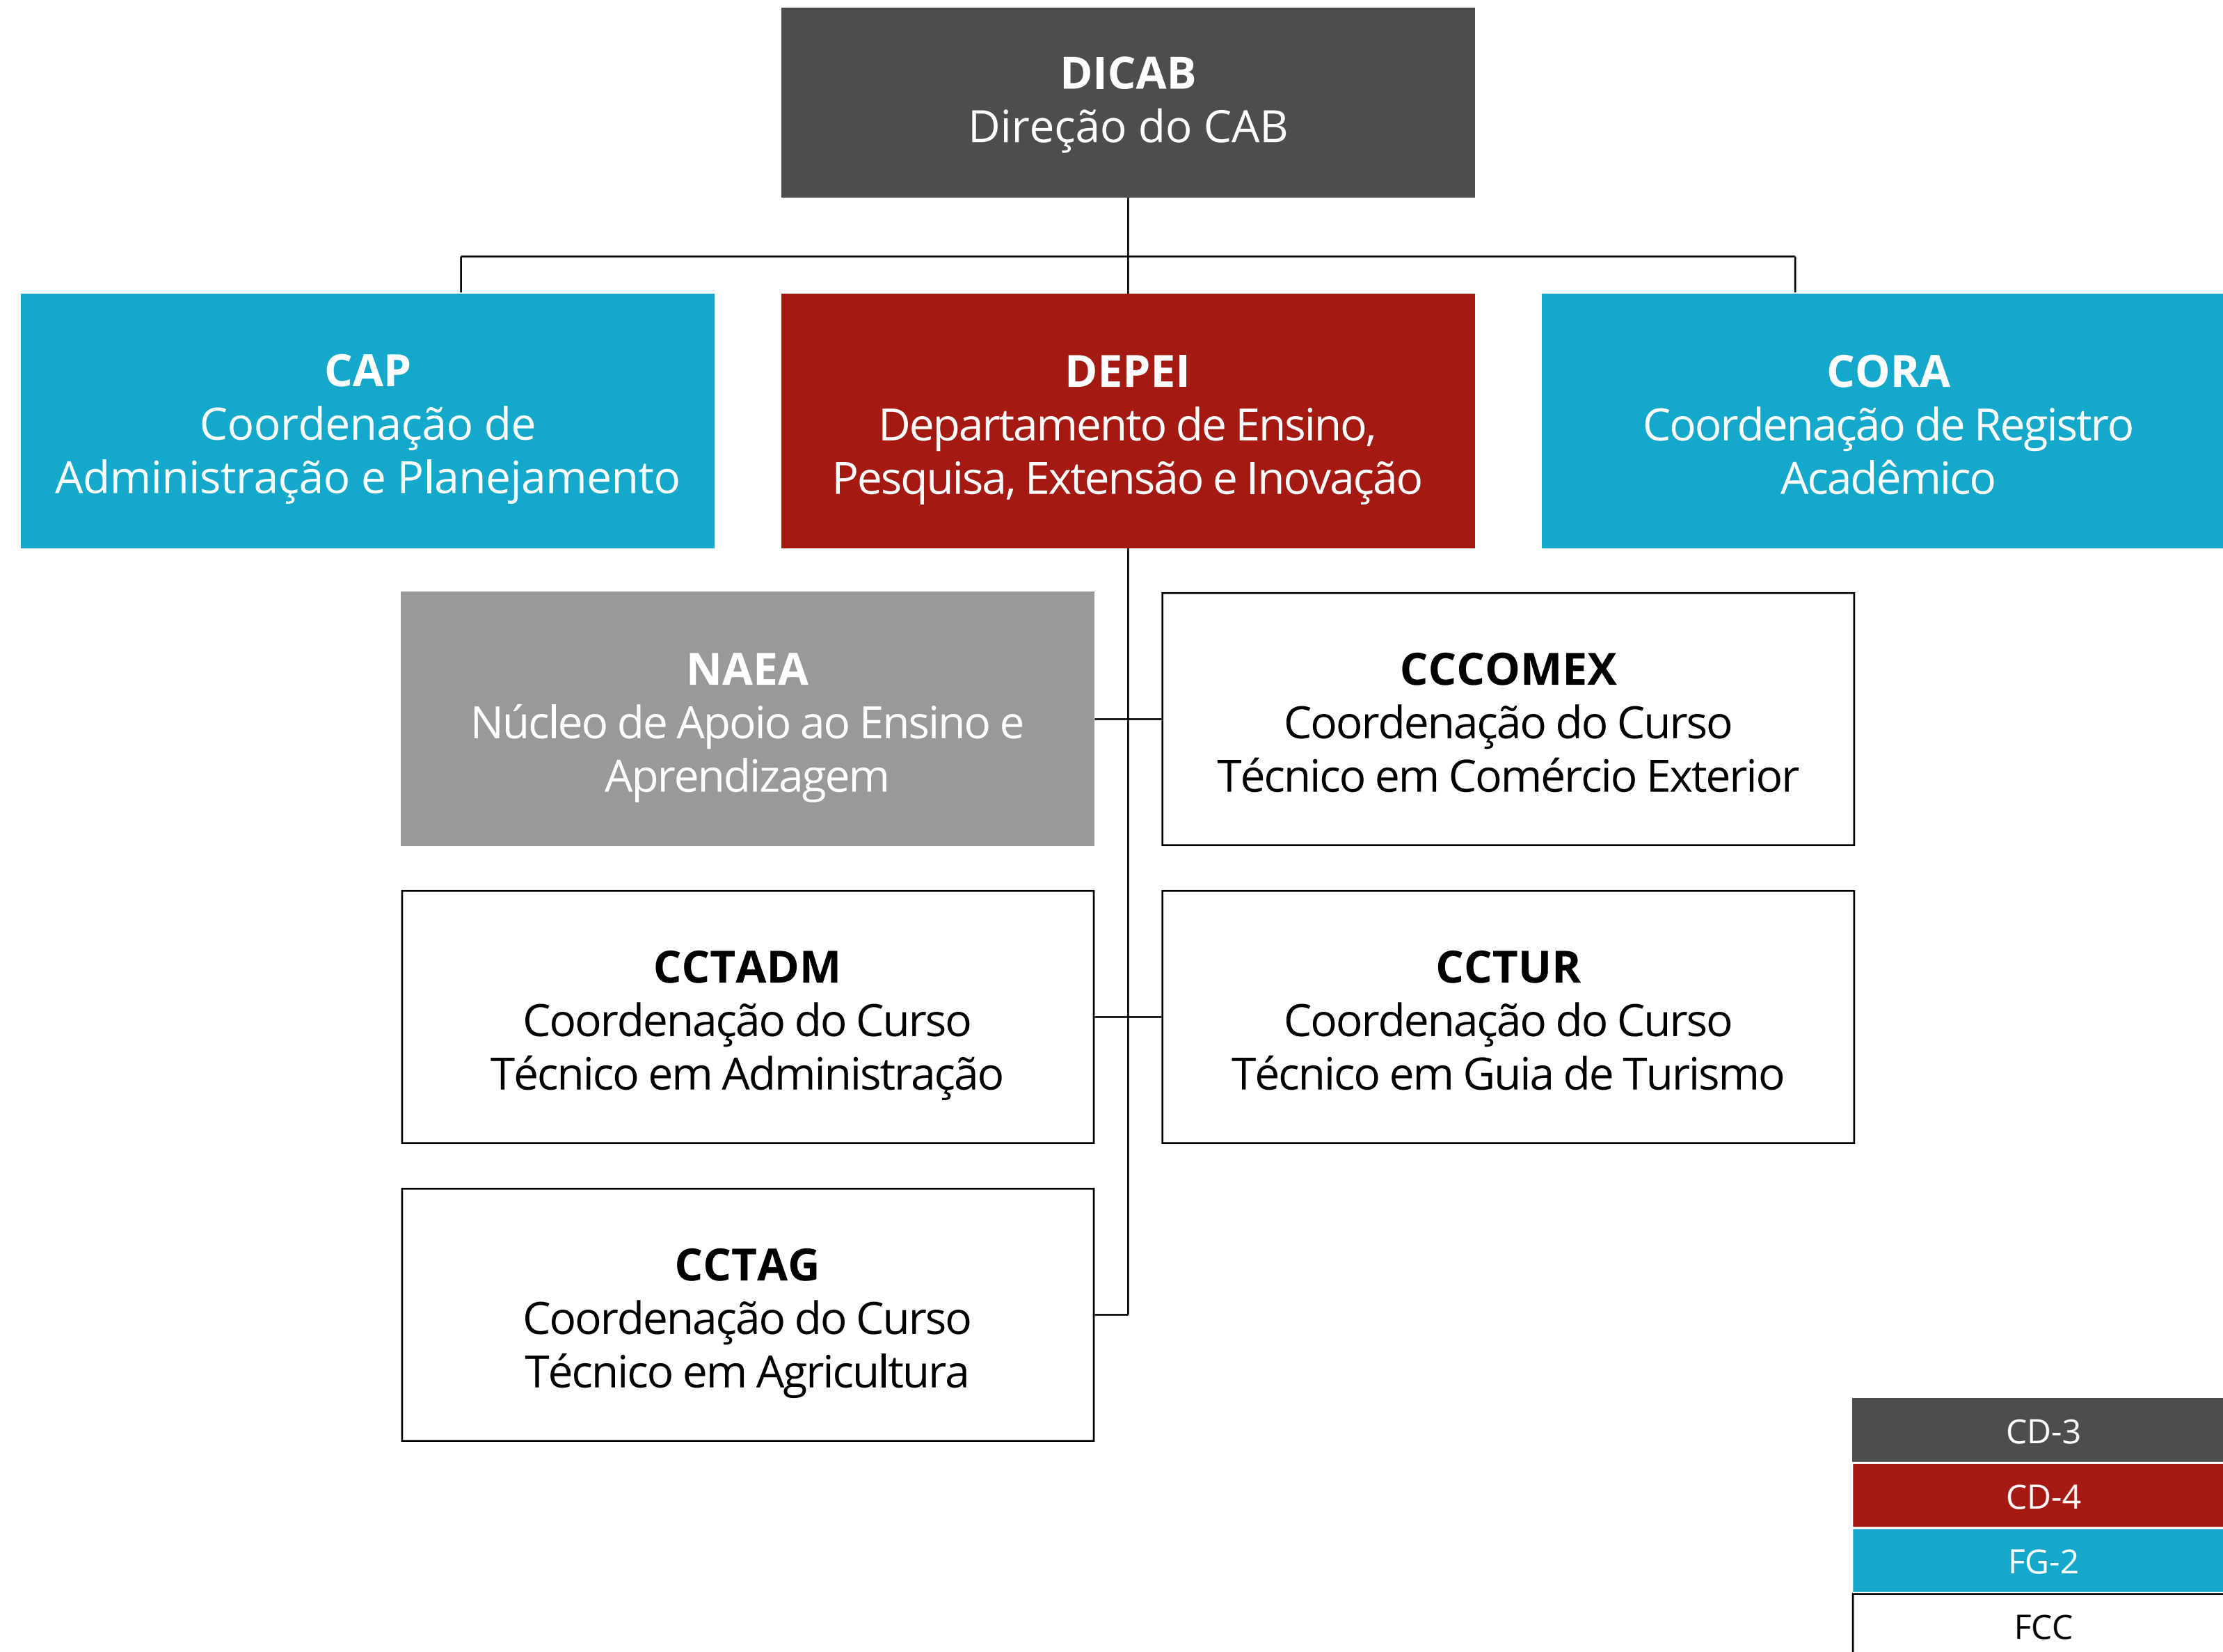 DICAB
Direção do CAB
CAP
Coordenação de
Administração e Planejamento
DEPEI
Departamento de Ensino,
Pesquisa, Extensão e Inovação
CORA
Coordenação de Registro
Acadêmico
NAEA
Núcleo de Apoio ao Ensino e
Aprendizagem
CCCOMEX
Coordenação do Curso
Técnico em Comércio Exterior
CCTADM
Coordenação do Curso
Técnico em Administração
CCTUR
Coordenação do Curso
Técnico em Guia de Turismo
CCTAG
Coordenação do Curso
Técnico em Agricultura
CD-3
CD-4
FG-2
FCC